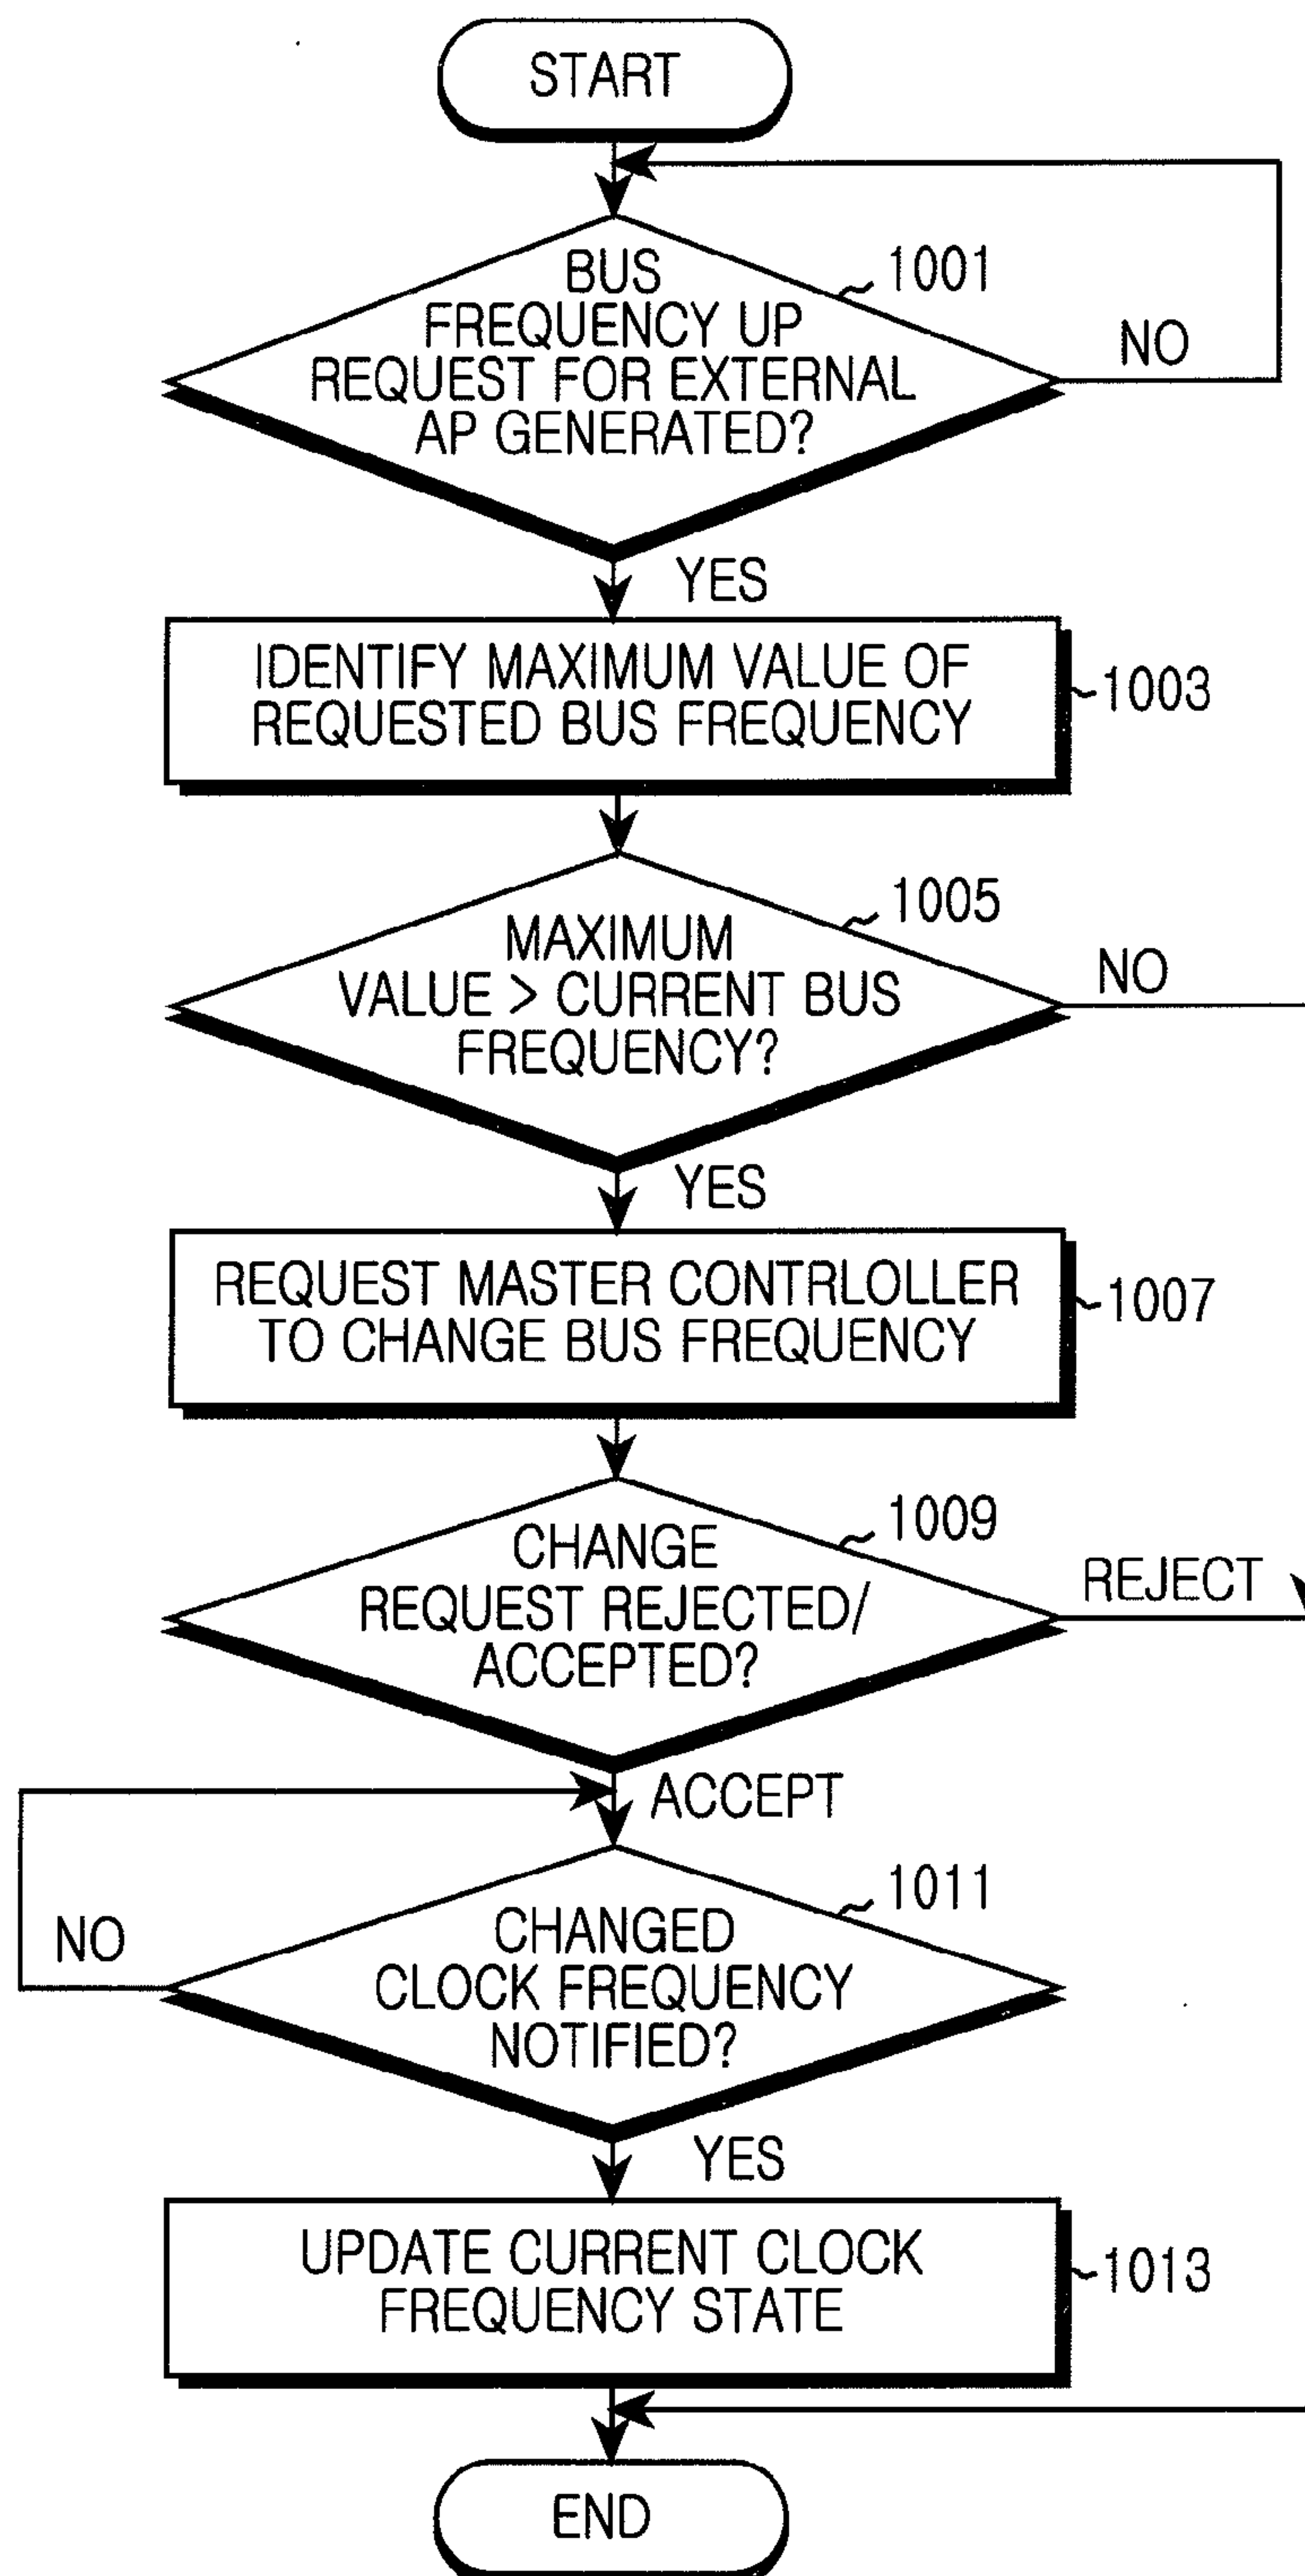 START
BUS
FREQUENCY UP
REQUEST FOR EXTERNAL
AP GENERATED?
1001
NO
YES
IDENTIFY MAXIMUM VALUE OF
REQUESTED BUS FREQUENCY
1003
MAXIMUM
VALUE > CURRENT BUS
FREQUENCY?
1005
NO
YES
REQUEST MASTER CONTRLOLLER
TO CHANGE BUS FREQUENCY
1007
CHANGE
REQUEST REJECTED/
ACCEPTED?
1009
REJECT
ACCEPT
CHANGED
CLOCK FREQUENCY
NOTIFIED?
1011
NO
YES
UPDATE CURRENT CLOCK
FREQUENCY STATE
1013
END